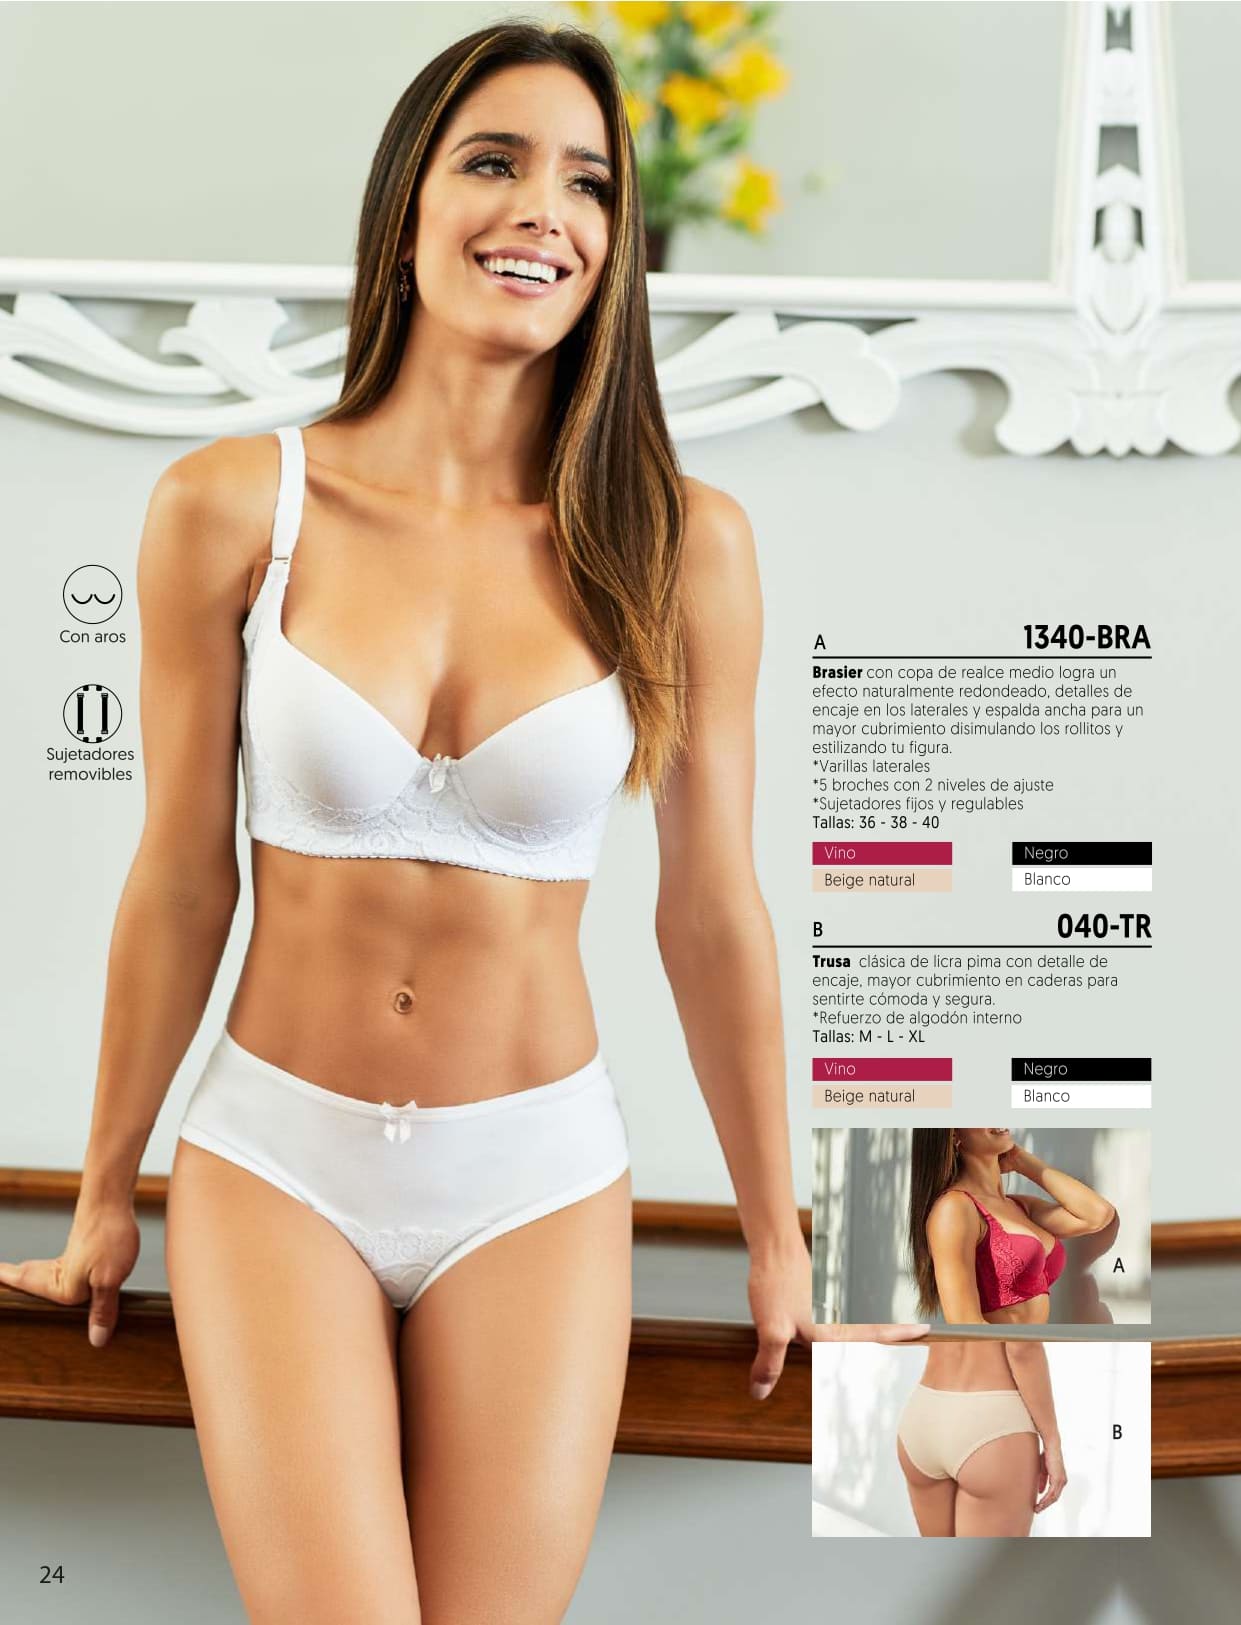 Con aros
Sujetadores
removibles
A 1340-BRA
Brasier con copa de realce medio logra un
efecto naturalmente redondeado, detalles de
encaje en los laterales y espalda ancha para un
mayor cubrimiento disimulando los rollitos y
estilizando tu figura.
*Varillas laterales
*5 broches con 2 niveles de ajuste
*Sujetadores fijos y regulables
Tallas: 36 - 38 - 40
Vino Negro
Beige natural Blanco
B 040-TR
Trusa clásica de licra pima con detalle de
encaje, mayor cubrimiento en caderas para
sentirte cómoda y segura.
*Refuerzo de algodón interno
Tallas: M - L - XL
Vino Negro
Beige natural Blanco
A
B
24